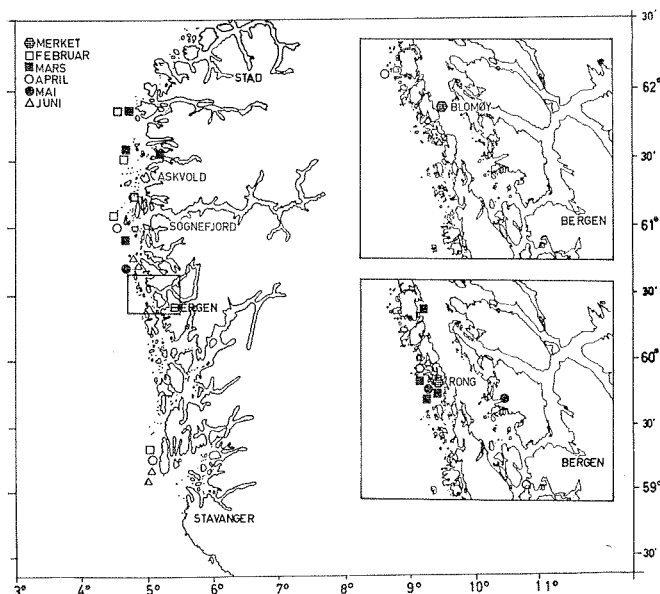 MERKET
FEBRUAR
MARS
APRIL
MAI
JUNI
STAD
ASKVOLD
SOGNEFJORD
BERGEN
STAVANGER
BLOMØY
BERGEN
RONG
BERGEN
30'
62°
30'
61°
30'
60°
30'
59°
30'
3° 4° 5° 6° 7° 8° 9° 10° 11°